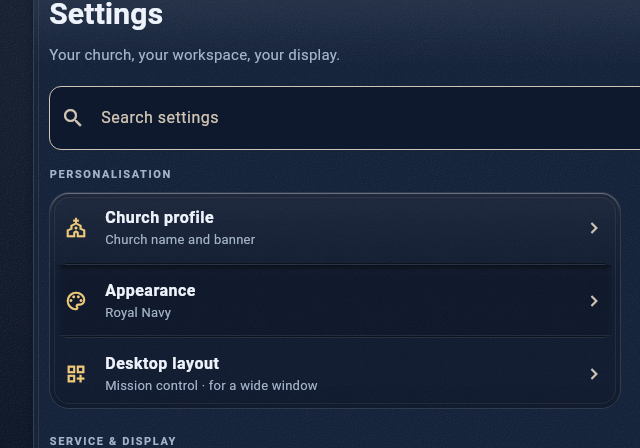 Settings
Your church, your workspace, your display.
Search settings
PERSONALISATION
Church profile
Church name and banner
Appearance
Royal Navy
Desktop layout
Mission control · for a wide window
SERVICE & DISPLAY